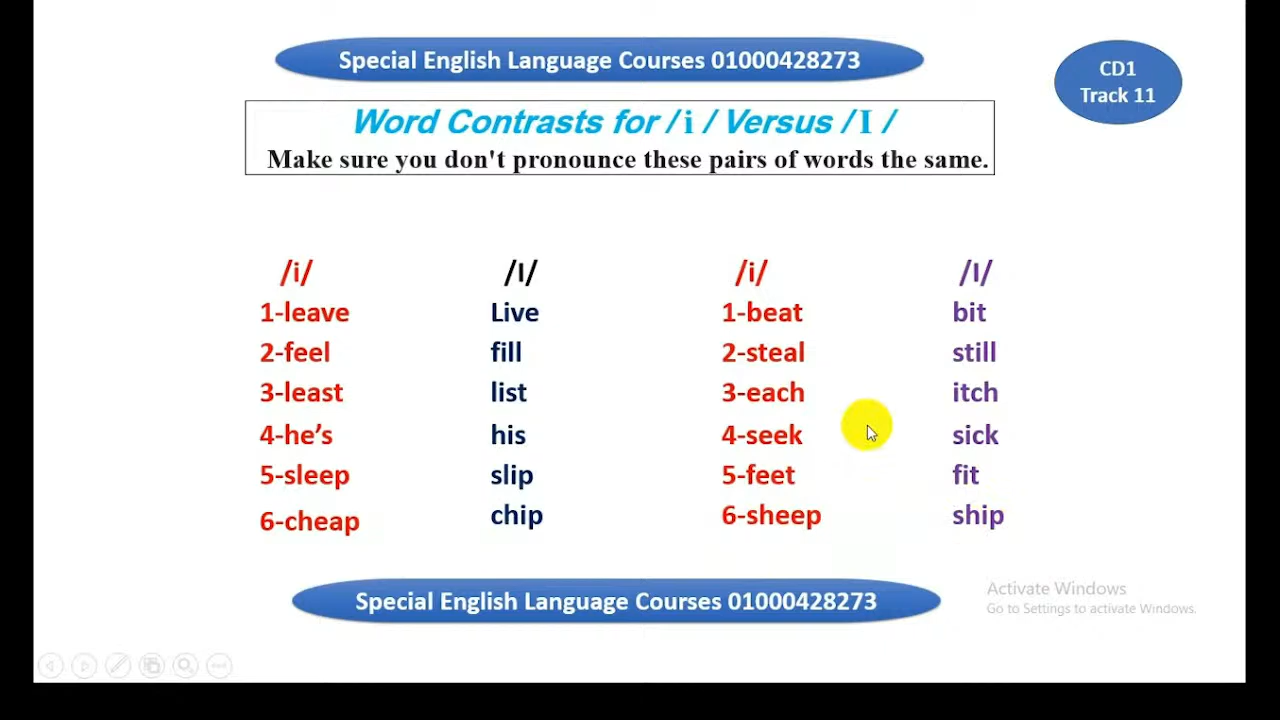 Special English Language Courses 01000428273
CD1
Track 11
Word Contrasts for / i / Versus / I /
Make sure you don't pronounce these pairs of words the same.
/i/ /I/ /i/ /I/
1-leave Live 1-beat bit
2-feel fill 2-steal still
3-least list 3-each itch
4-he’s his 4-seek sick
5-sleep slip 5-feet fit
6-cheap chip 6-sheep ship
Special English Language Courses 01000428273
Activate Windows
Go to Settings to activate Windows.